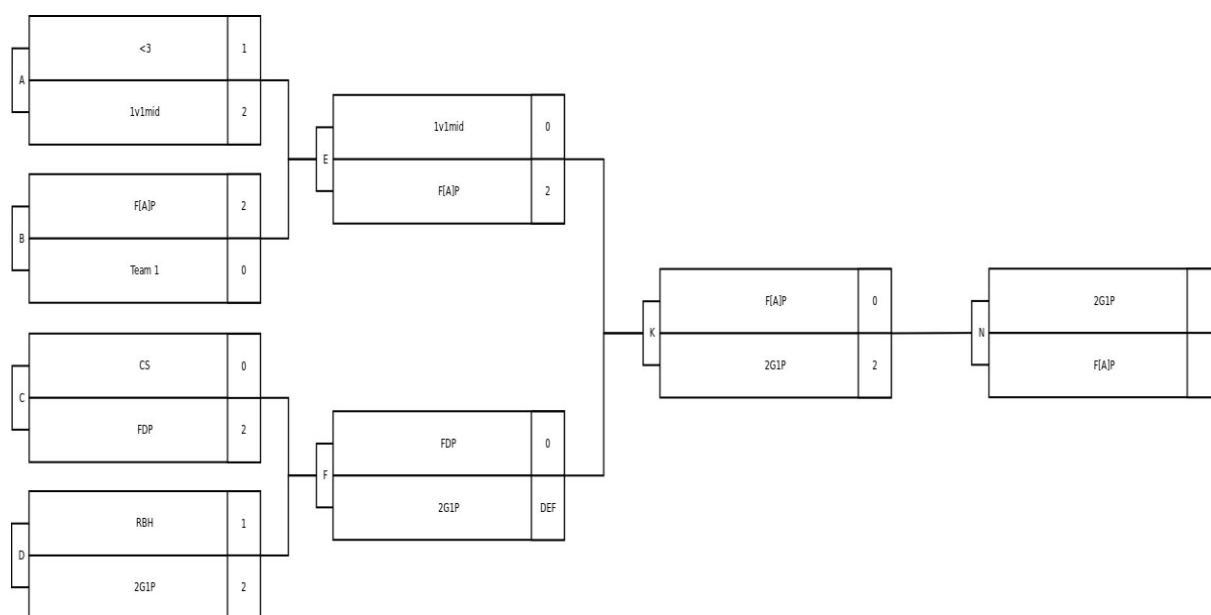 <3 1
A
1v1mid 2
F[A]P 2
B
Team 1 0
CS 0
C
FDP 2
RBH 1
D
2G1P 2
1v1mid 0
E
F[A]P 2
FDP 0
F
2G1P DEF
F[A]P 0
K
2G1P 2
2G1P
N
F[A]P